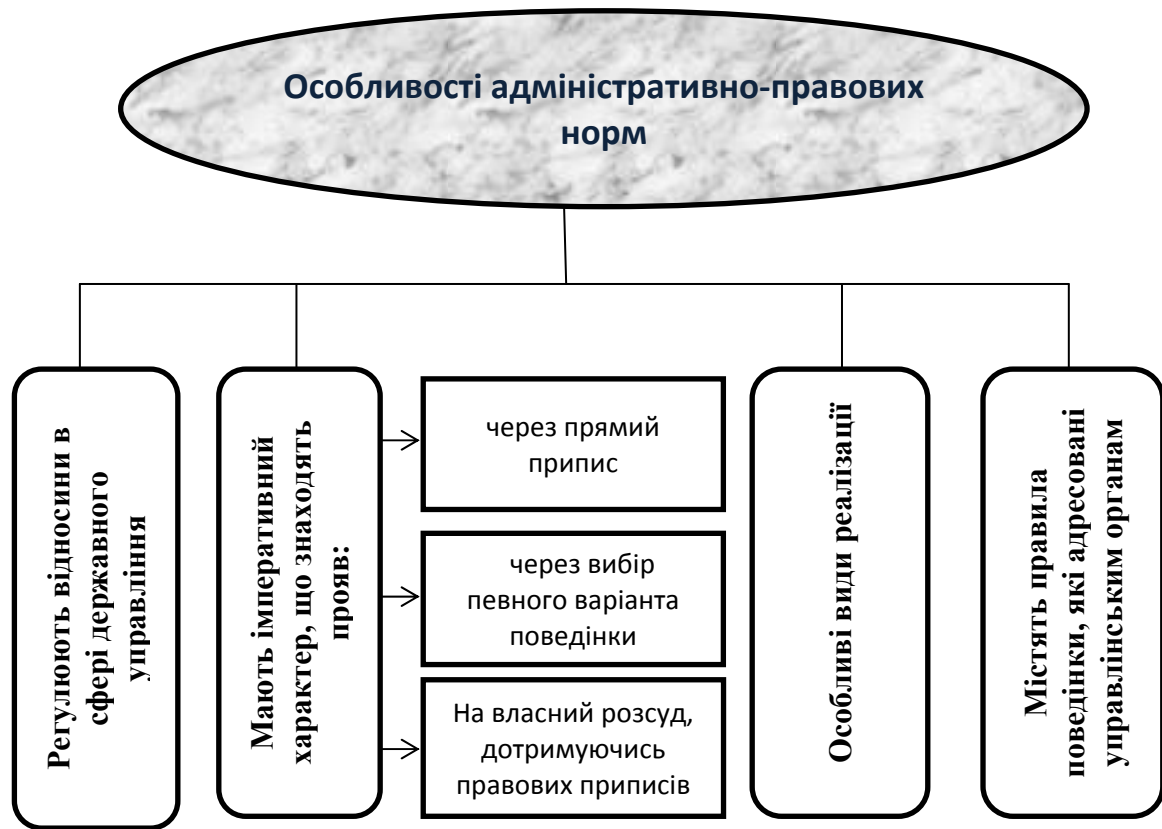 Особливості адміністративно-правових
норм
Регулюють відносини в
сфері державного
управління
Мають імперативний
характер, що знаходять
прояв:
через прямий
припис
через вибір
певного варіанта
поведінки
На власний розсуд,
дотримуючись
правових приписів
Особливі види реалізації
Містять правила
поведінки, які адресовані
управлінським органам